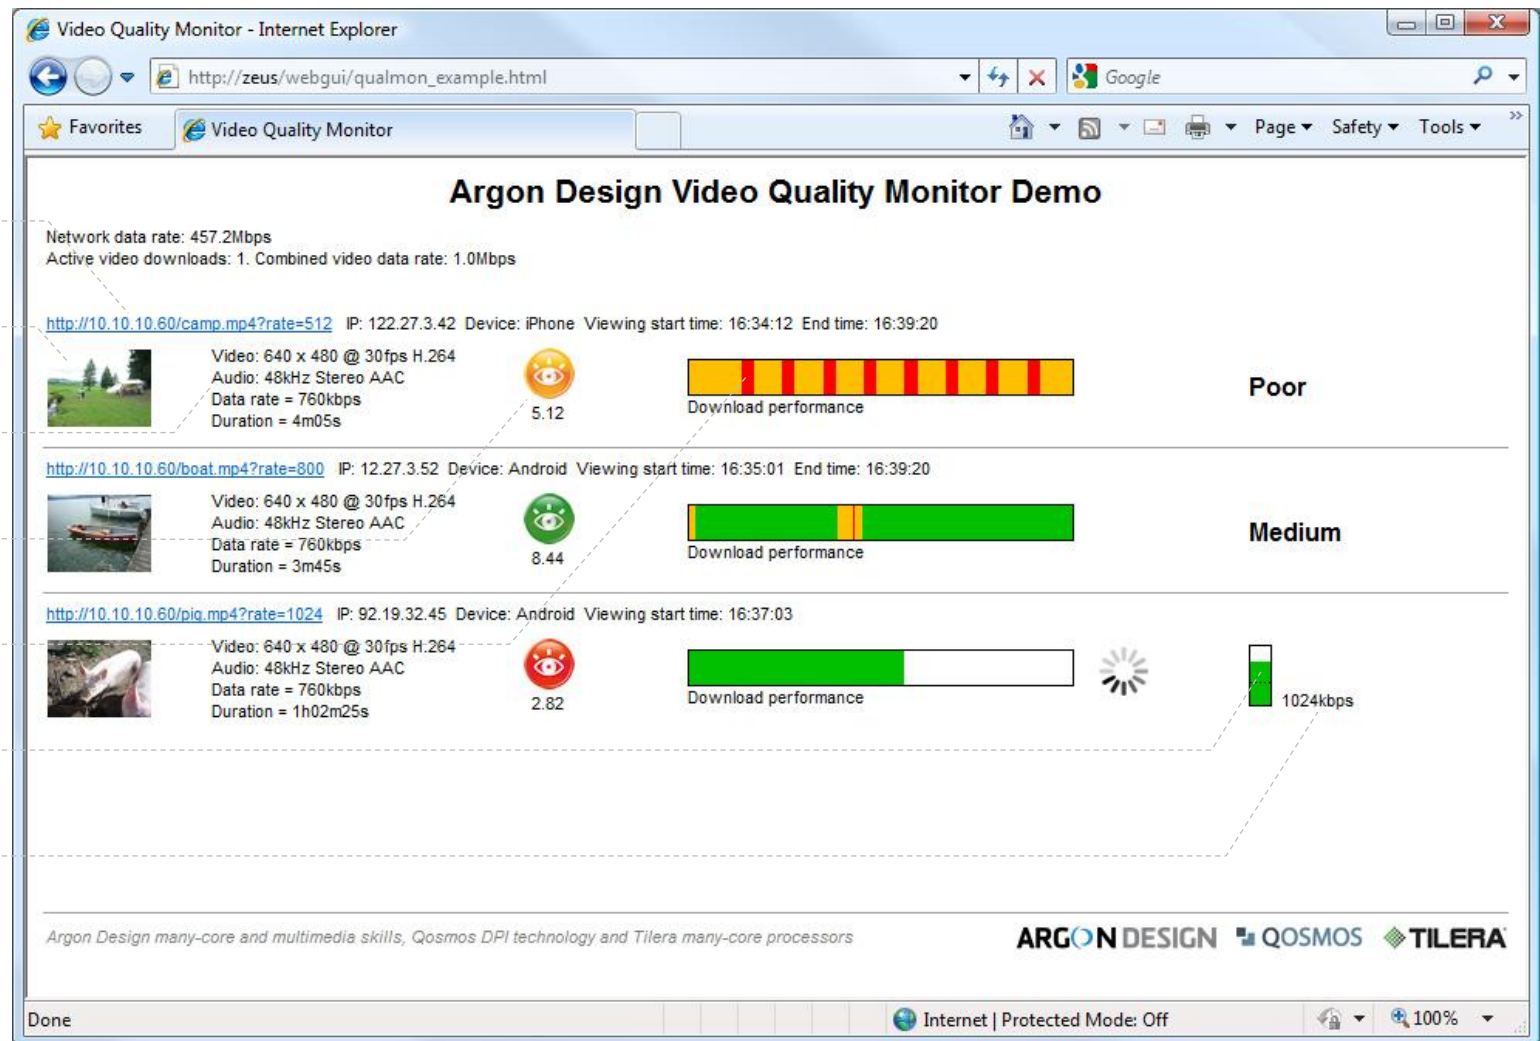 Video Quality Monitor - Internet Explorer
http://zeus/webgui/qualmon_example.html
Google
Favorites
Video Quality Monitor
Page
Safety
Tools
Argon Design Video Quality Monitor Demo
Network data rate: 457.2Mbps
Active video downloads: 1. Combined video data rate: 1.0Mbps
http://10.10.10.60/camp.mp4?rate=512 IP: 122.27.3.42 Device: iPhone Viewing start time: 16:34:12 End time: 16:39:20
Video: 640 x 480 @ 30fps H.264
Audio: 48kHz Stereo AAC
Data rate = 760kbps
Duration = 4m05s
5.12
Download performance
Poor
http://10.10.10.60/boat.mp4?rate=800 IP: 12.27.3.52 Device: Android Viewing start time: 16:35:01 End time: 16:39:20
Video: 640 x 480 @ 30fps H.264
Audio: 48kHz Stereo AAC
Data rate = 760kbps
Duration = 3m45s
8.44
Download performance
Medium
http://10.10.10.60/pig.mp4?rate=1024 IP: 92.19.32.45 Device: Android Viewing start time: 16:37:03
Video: 640 x 480 @ 30fps H.264
Audio: 48kHz Stereo AAC
Data rate = 760kbps
Duration = 1h02m25s
2.82
Download performance
1024kbps
Argon Design many-core and multimedia skills, Qosmos DPI technology and Tilera many-core processors
ARGON DESIGN
QOSMOS
TILERA
Done
Internet | Protected Mode: Off
100%